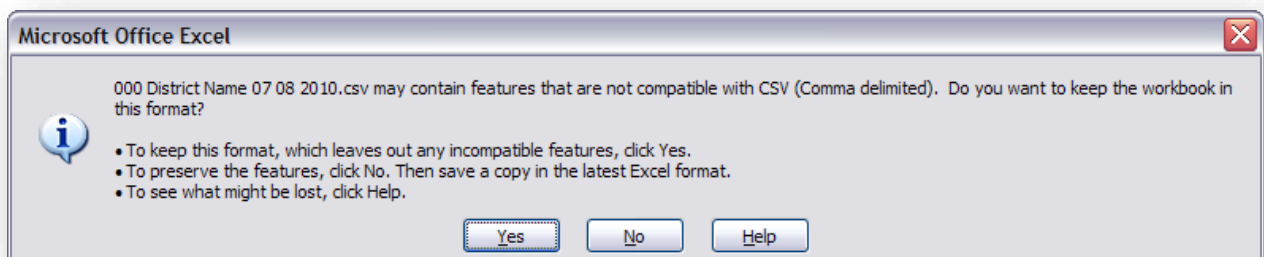 Microsoft Office Excel
000 District Name 07 08 2010.csv may contain features that are not compatible with CSV (Comma delimited).  Do you want to keep the workbook in
this format?
• To keep this format, which leaves out any incompatible features, click Yes.
• To preserve the features, click No. Then save a copy in the latest Excel format.
• To see what might be lost, click Help.
Yes No Help